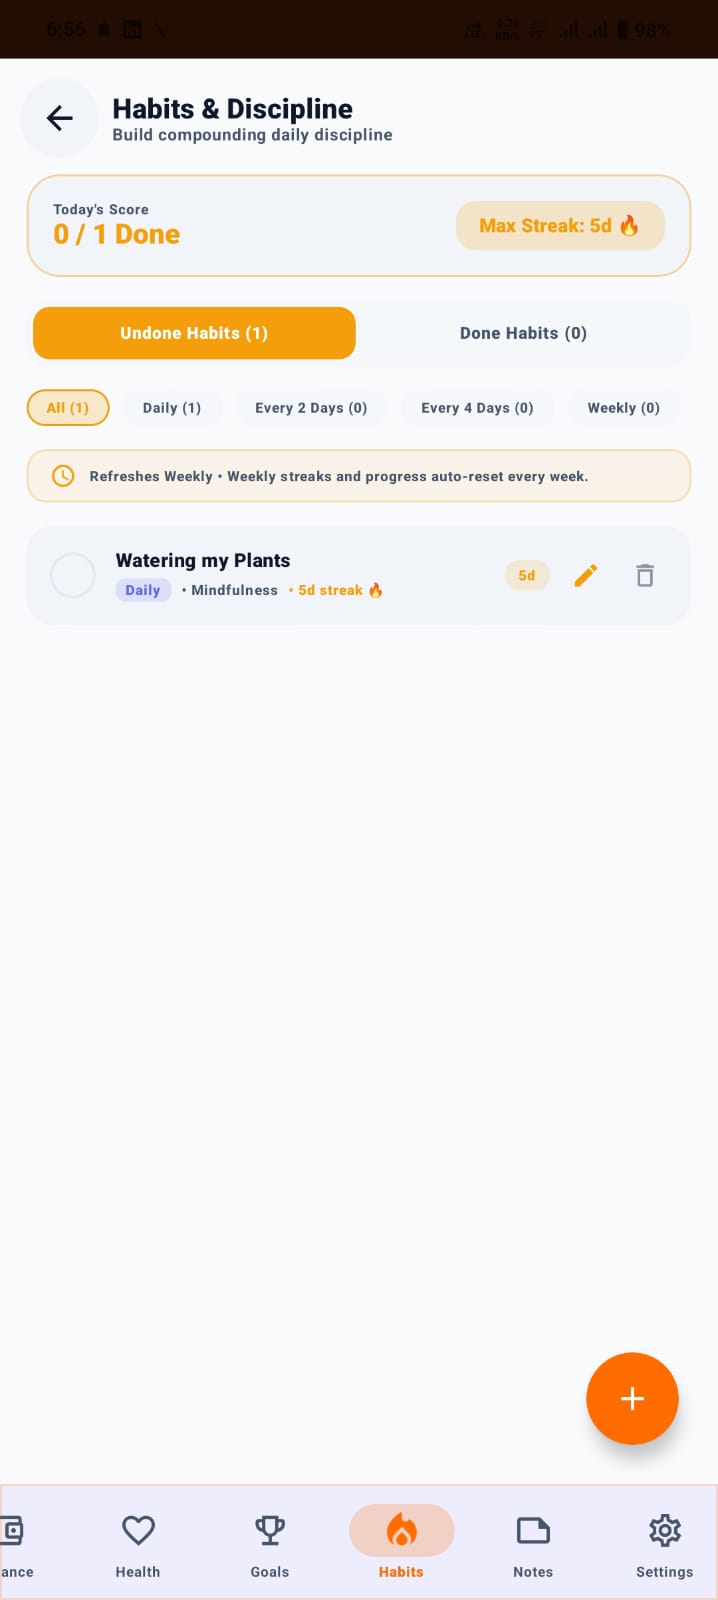 6:56
98%
Habits & Discipline
Build compounding daily discipline
Today's Score
0 / 1 Done
Max Streak: 5d 🔥
Undone Habits (1)
Done Habits (0)
All (1)
Daily (1)
Every 2 Days (0)
Every 4 Days (0)
Weekly (0)
Refreshes Weekly • Weekly streaks and progress auto-reset every week.
Watering my Plants
5d
Daily • Mindfulness • 5d streak 🔥
+
ance
Health
Goals
Habits
Notes
Settings